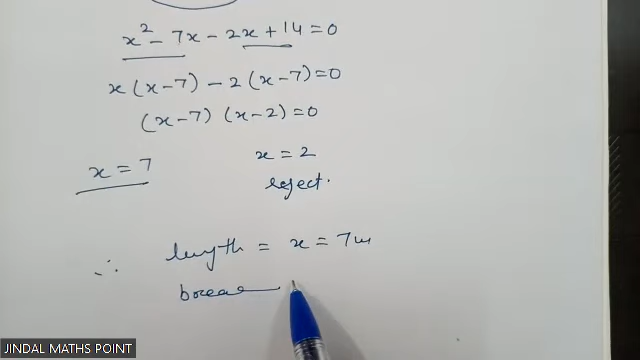 x² - 7x - 2x + 14 = 0
x(x-7) - 2(x-7) = 0
(x-7) (x-2) = 0
x = 7 x = 2
reject.
∴ length = x = 7m
JINDAL MATHS POINT